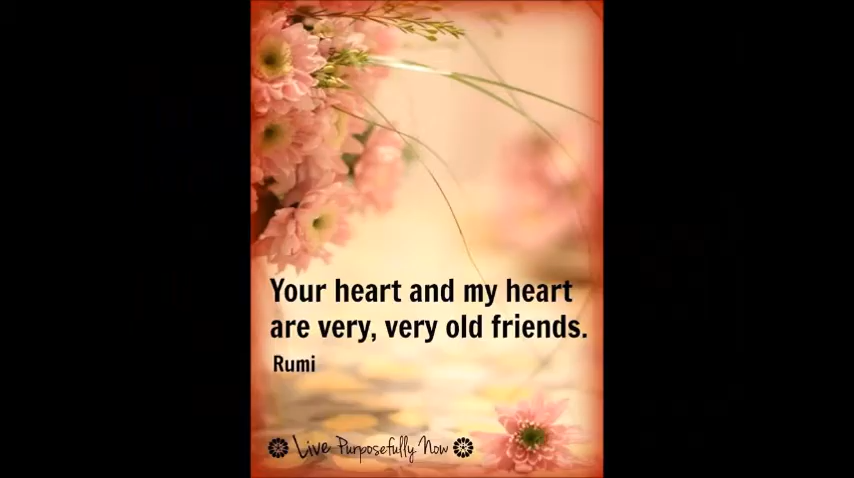 Your heart and my heart
are very, very old friends.
Rumi
Live Purposefully Now